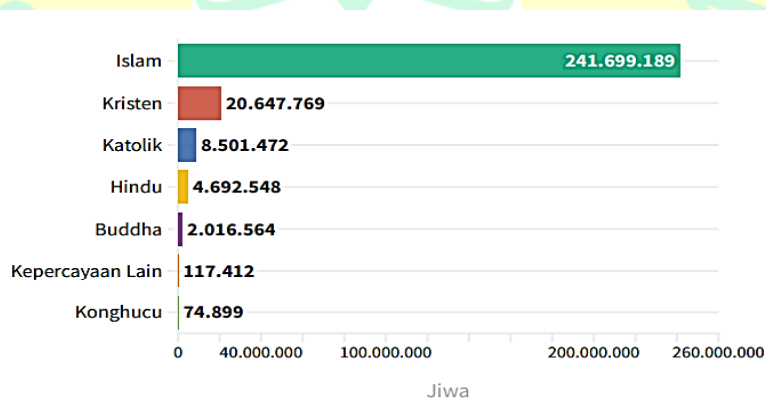 Islam 241.699.189
Kristen 20.647.769
Katolik 8.501.472
Hindu 4.692.548
Buddha 2.016.564
Kepercayaan Lain 117.412
Konghucu 74.899
0 40.000.000 100.000.000 200.000.000 260.000.000
Jiwa